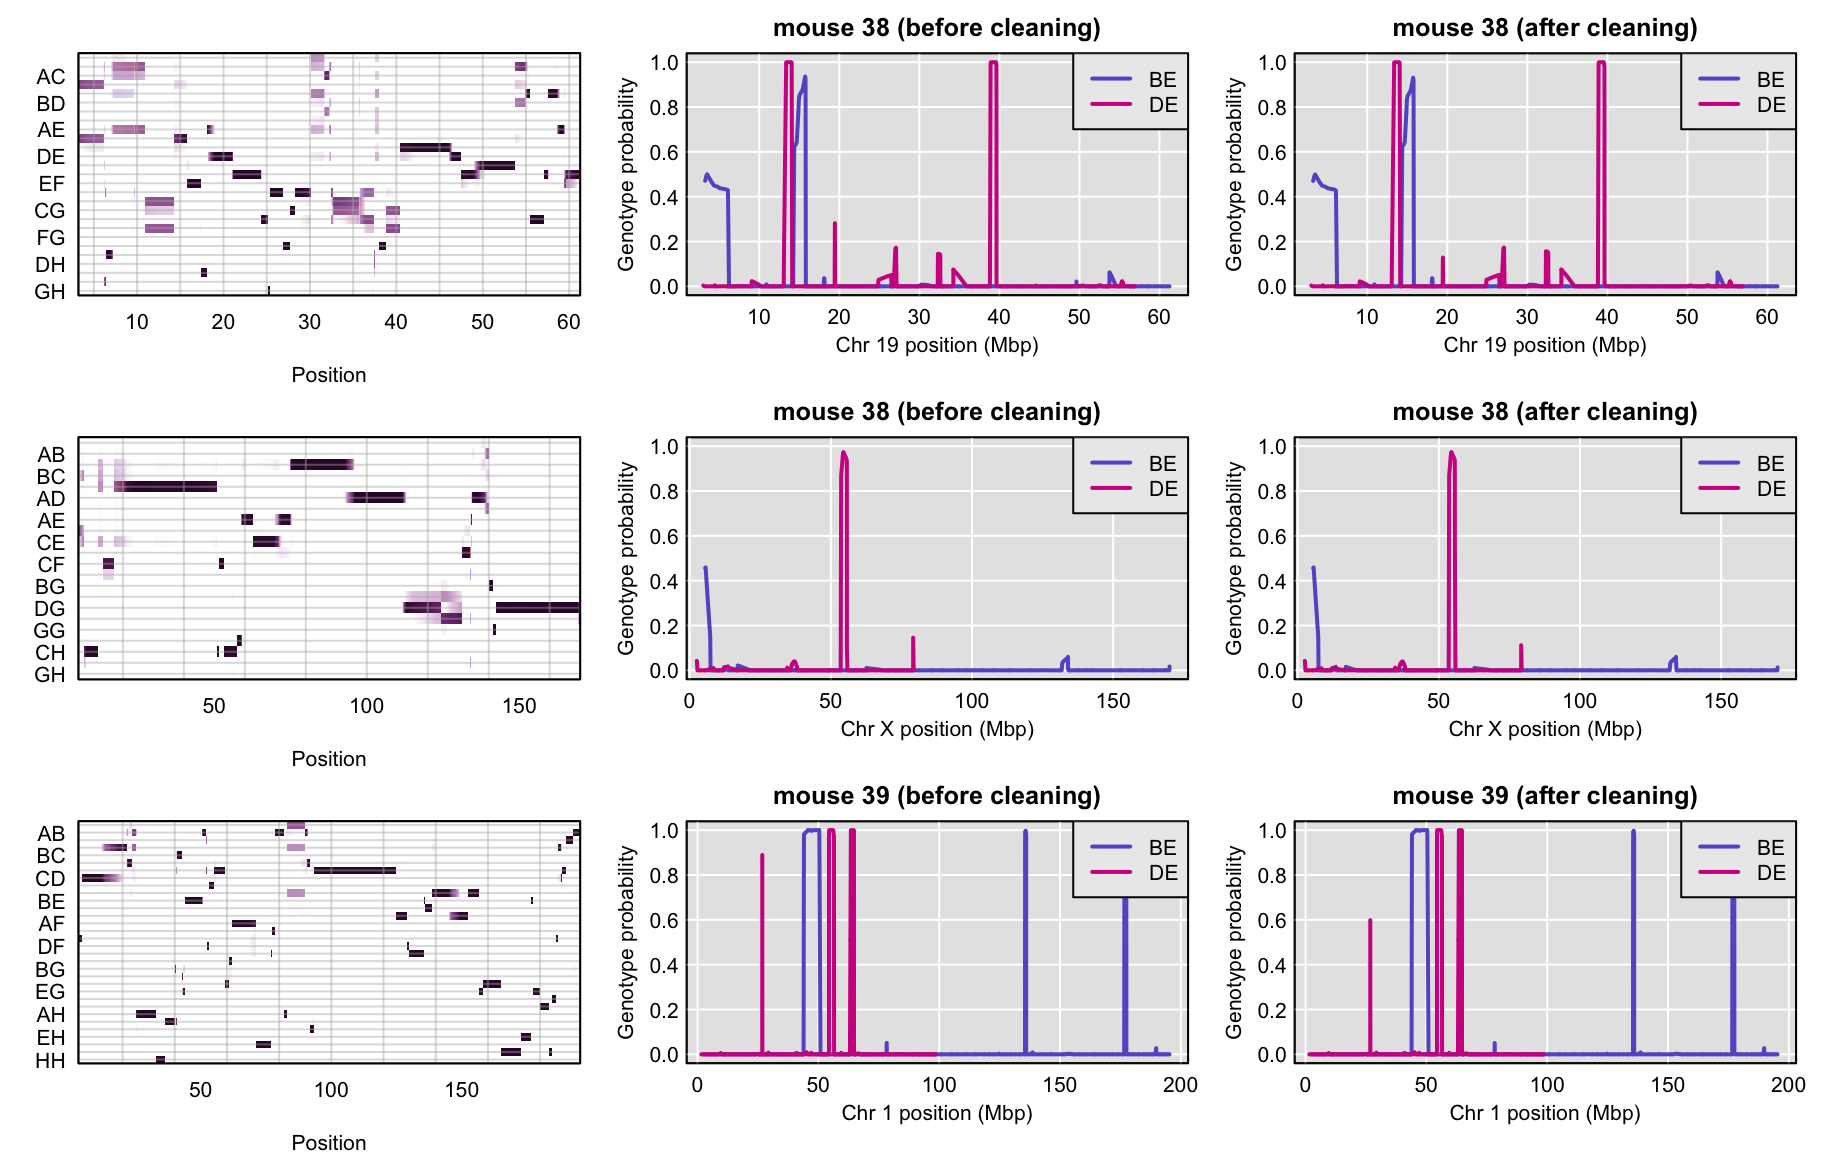 mouse 38 (before cleaning)
mouse 38 (after cleaning)
AC
BD
AE
DE
EF
CG
FG
DH
GH
10 20 30 40 50 60
Position
Genotype probability
1.0
0.8
0.6
0.4
0.2
0.0
BE
DE
10 20 30 40 50 60
Chr 19 position (Mbp)
Genotype probability
1.0
0.8
0.6
0.4
0.2
0.0
BE
DE
10 20 30 40 50 60
Chr 19 position (Mbp)
mouse 38 (before cleaning)
mouse 38 (after cleaning)
AB
BC
AD
AE
CE
CF
BG
DG
GG
CH
GH
50 100 150
Position
Genotype probability
1.0
0.8
0.6
0.4
0.2
0.0
BE
DE
0 50 100 150
Chr X position (Mbp)
Genotype probability
1.0
0.8
0.6
0.4
0.2
0.0
BE
DE
0 50 100 150
Chr X position (Mbp)
mouse 39 (before cleaning)
mouse 39 (after cleaning)
AB
BC
CD
BE
AF
DF
BG
EG
AH
EH
HH
50 100 150
Position
Genotype probability
1.0
0.8
0.6
0.4
0.2
0.0
BE
DE
0 50 100 150 200
Chr 1 position (Mbp)
Genotype probability
1.0
0.8
0.6
0.4
0.2
0.0
BE
DE
0 50 100 150 200
Chr 1 position (Mbp)